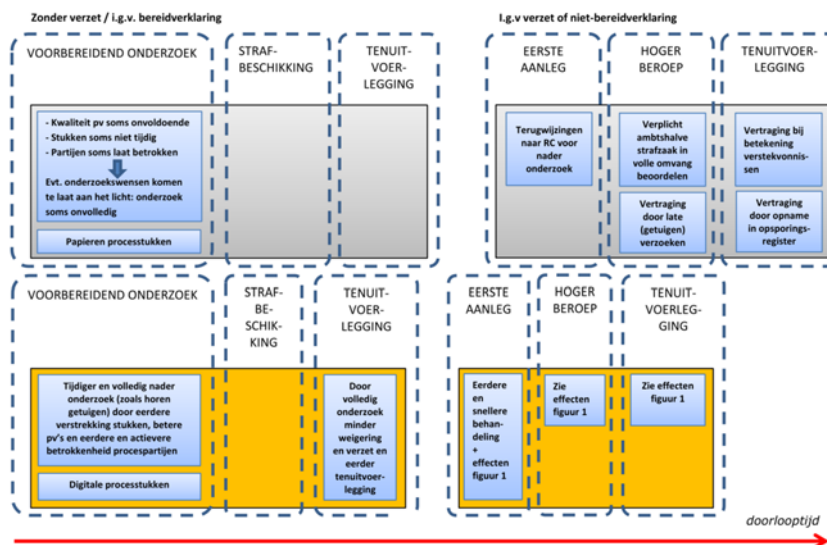 Zonder verzet / i.g.v. bereidverklaring
I.g.v verzet of niet-bereidverklaring
VOORBEREIDEND ONDERZOEK
STRAF-
BESCHIKKING
TENUIT-
VOER-
LEGGING
EERSTE
AANLEG
HOGER
BEROEP
TENUITVOER-
LEGGING
- Kwaliteit pv soms onvoldoende
- Stukken soms niet tijdig
- Partijen soms laat betrokken
Evt. onderzoekswensen komen
te laat aan het licht: onderzoek
soms onvolledig
Papieren processtukken
Terugwijzingen
naar RC voor
nader
onderzoek
Verplicht
ambtshalve
strafzaak in
volle omvang
beoordelen
Vertraging
door late
(getuigen)
verzoeken
Vertraging bij
betekening
verstekvonnis-
sen
Vertraging
door opname
in opsporings-
register
VOORBEREIDEND ONDERZOEK
STRAF-
BE-
SCHIK-
KING
TENUIT-
VOER-
LEGGING
EERSTE
AANLEG
HOGER
BEROEP
TENUIT-
VOERLEG-
GING
Tijdiger en volledig nader
onderzoek (zoals horen
getuigen) door eerdere
verstrekking stukken, betere
pv's en eerdere en actievere
betrokkenheid procespartijen
Digitale processtukken
Door
volledig
onderzoek
minder
weigering
en verzet en
eerder
tenuitvoer-
legging
Eerdere
en
snellere
behan-
deling
+
effecten
figuur 1
Zie
effecten
figuur 1
Zie effecten
figuur 1
doorlooptijd